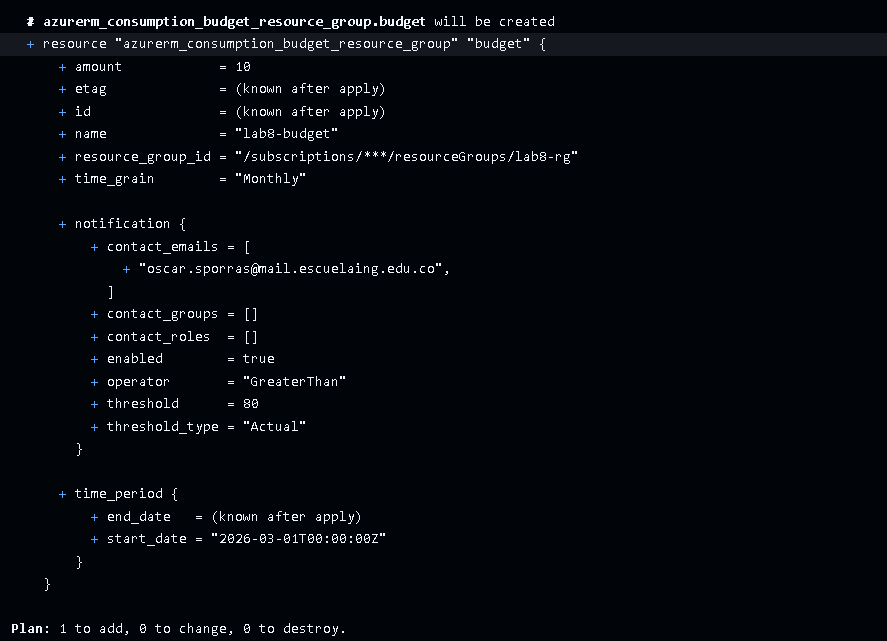 # azurerm_consumption_budget_resource_group.budget will be created
+ resource "azurerm_consumption_budget_resource_group" "budget" {
+ amount = 10
+ etag = (known after apply)
+ id = (known after apply)
+ name = "lab8-budget"
+ resource_group_id = "/subscriptions/***/resourceGroups/lab8-rg"
+ time_grain = "Monthly"
+ notification {
+ contact_emails = [
+ "oscar.sporras@mail.escuelaing.edu.co",
]
+ contact_groups = []
+ contact_roles = []
+ enabled = true
+ operator = "GreaterThan"
+ threshold = 80
+ threshold_type = "Actual"
}
+ time_period {
+ end_date = (known after apply)
+ start_date = "2026-03-01T00:00:00Z"
}
}
Plan: 1 to add, 0 to change, 0 to destroy.